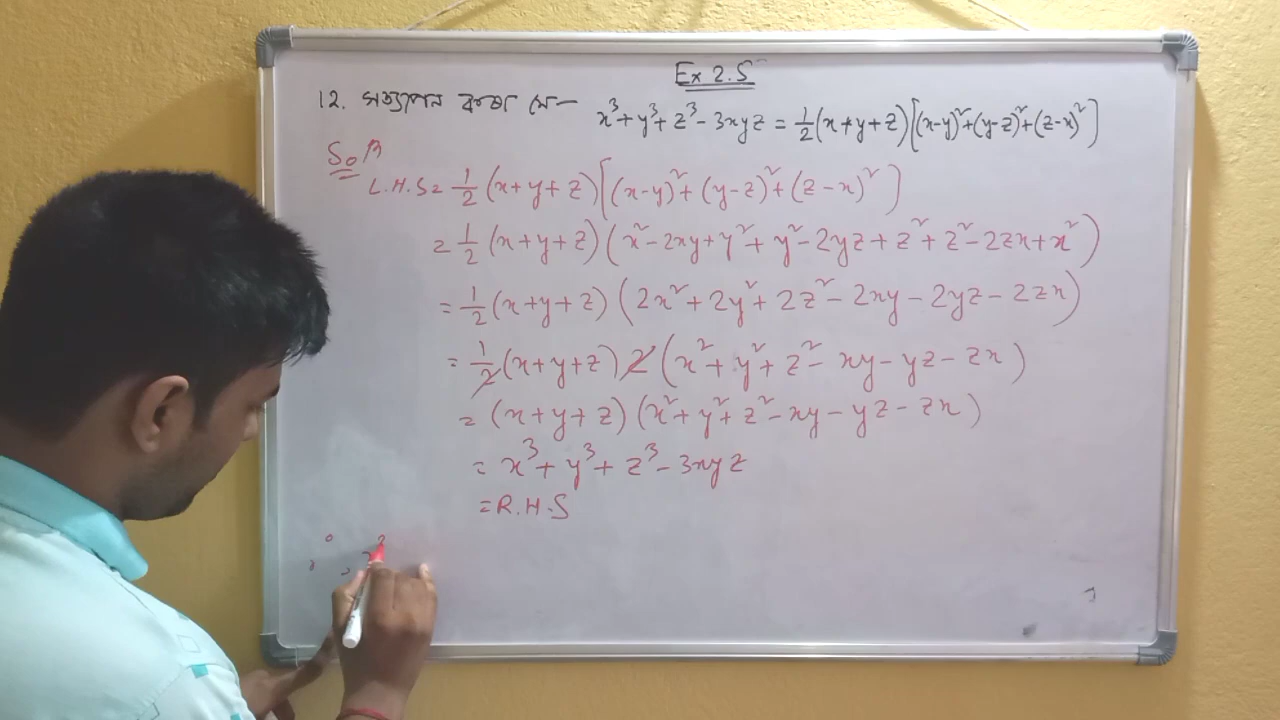 Ex 2.5
12. সত্যাপন কৰা যে—
x³+y³+z³-3xyz = 1/2(x+y+z)[(x-y)²+(y-z)²+(z-x)²]
Solⁿ
L.H.S = 1/2 (x+y+z)[(x-y)²+(y-z)²+(z-x)²]
= 1/2 (x+y+z)(x²-2xy+y²+y²-2yz+z²+z²-2zx+x²)
= 1/2 (x+y+z)(2x²+2y²+2z²-2xy-2yz-2zx)
= 1/2 (x+y+z) 2 (x²+y²+z²-xy-yz-zx)
= (x+y+z)(x²+y²+z²-xy-yz-zx)
= x³+y³+z³-3xyz
= R.H.S